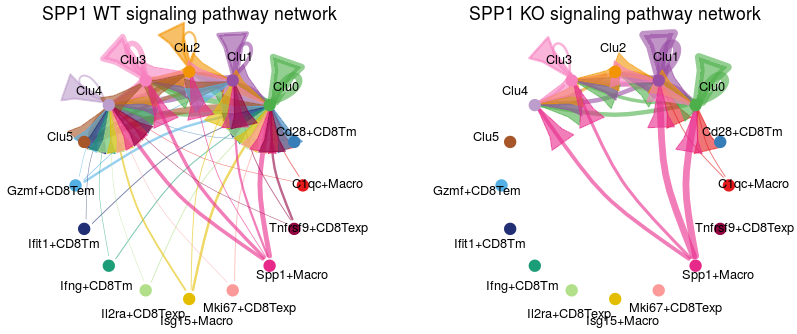 SPP1 WT signaling pathway network
Clu2
Clu3
Clu1
Clu4
Clu0
Clu5
Cd28+CD8Tm
Gzmf+CD8Tem
C1qc+Macro
Ifit1+CD8Tm
Tnfrsf9+CD8Texp
Ifng+CD8Tm
Spp1+Macro
Il2ra+CD8Texp
Mki67+CD8Texp
Isg15+Macro
SPP1 KO signaling pathway network
Clu2
Clu3
Clu1
Clu4
Clu0
Clu5
Cd28+CD8Tm
Gzmf+CD8Tem
C1qc+Macro
Ifit1+CD8Tm
Tnfrsf9+CD8Texp
Ifng+CD8Tm
Spp1+Macro
Il2ra+CD8Texp
Mki67+CD8Texp
Isg15+Macro